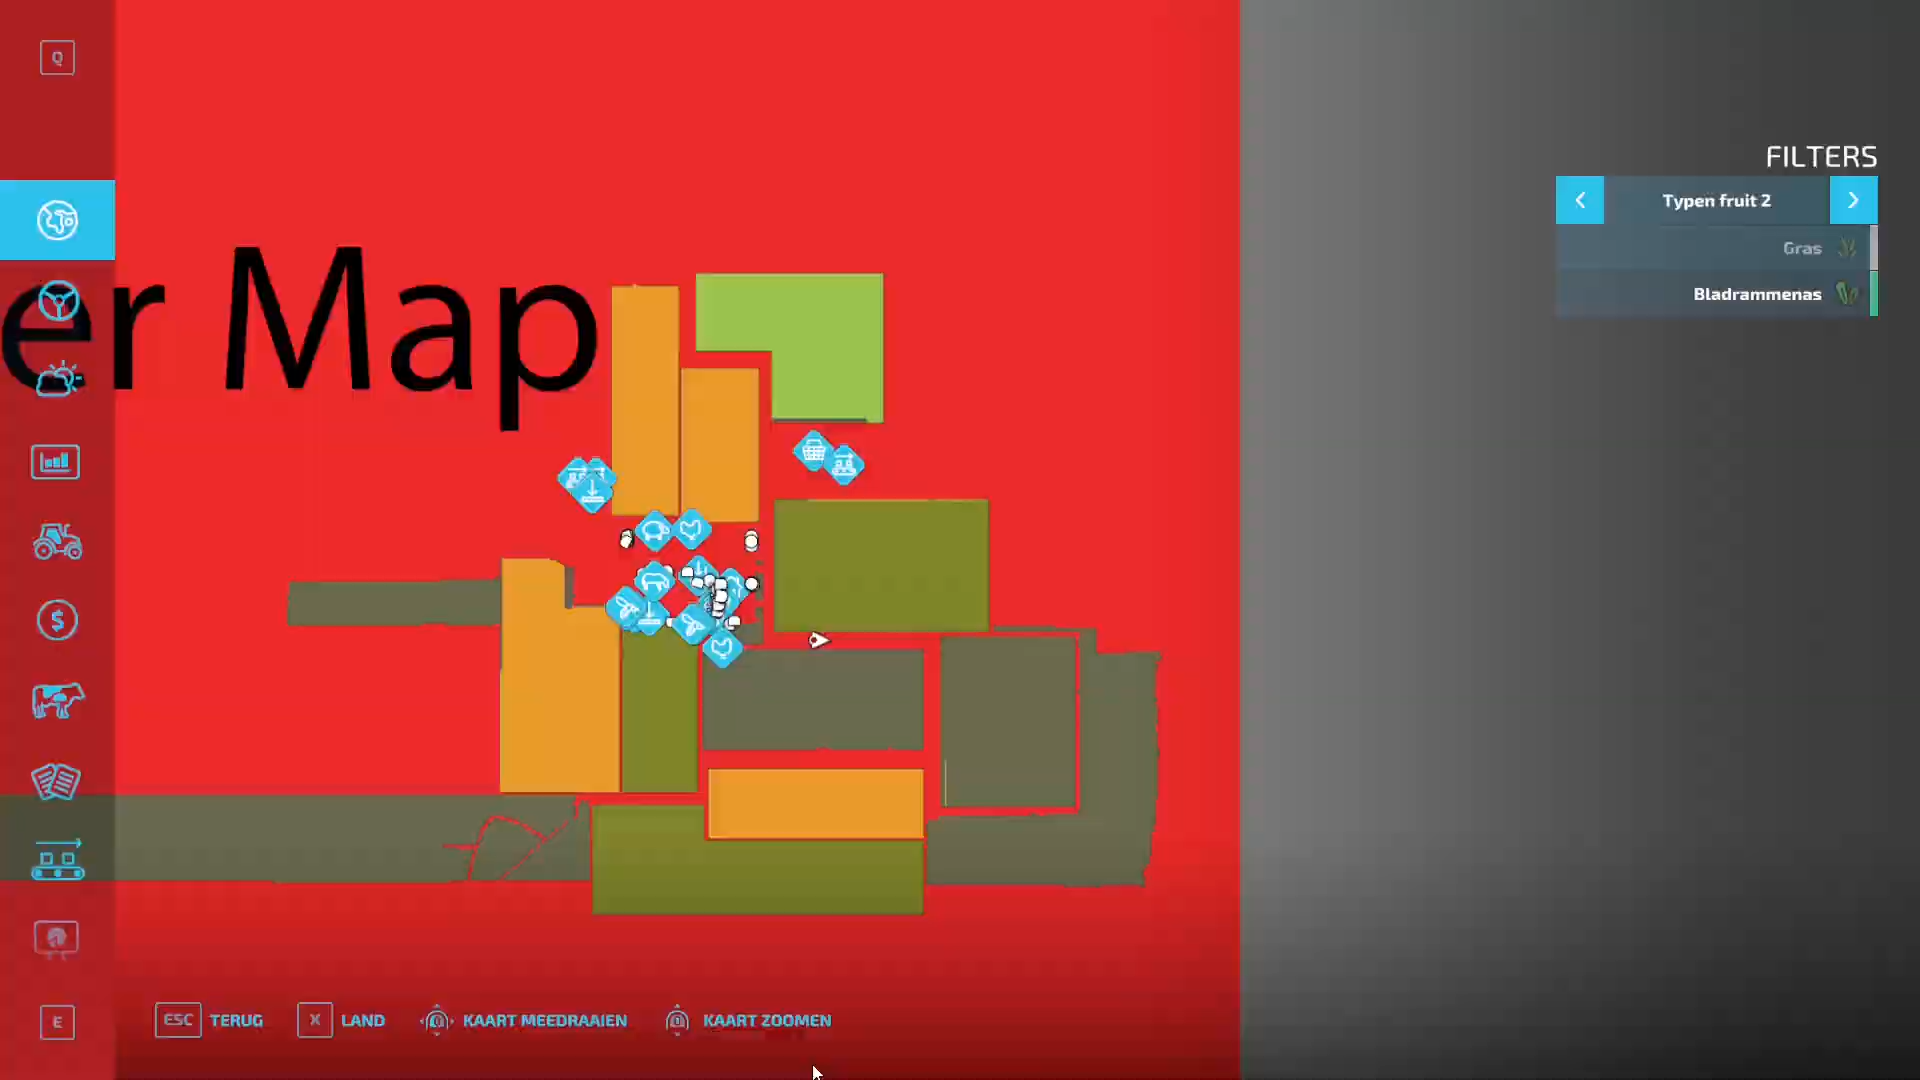 Q
FILTERS
Typen fruit 2
Gras
Bladrammenas
er Map
E
ESC TERUG X LAND KAART MEEDRAAIEN KAART ZOOMEN